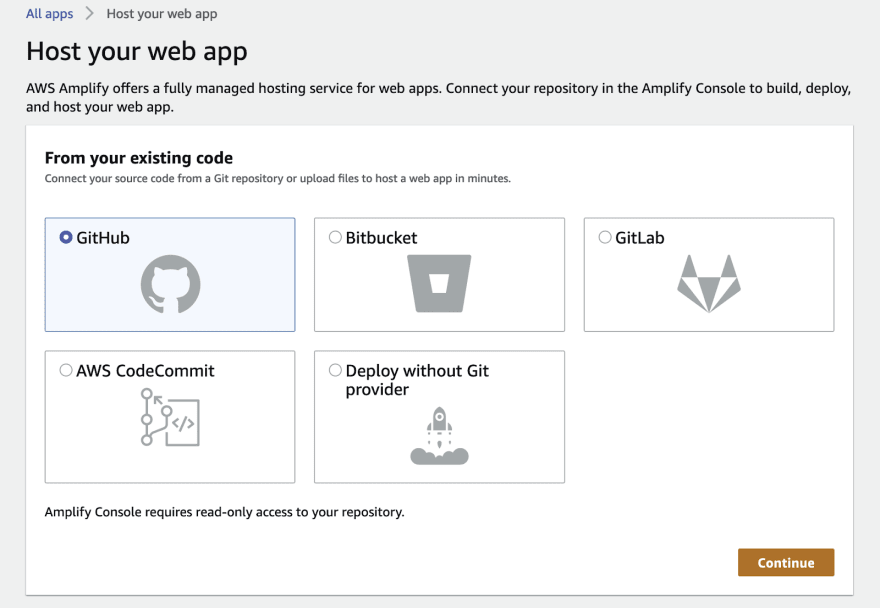 All apps > Host your web app
Host your web app
AWS Amplify offers a fully managed hosting service for web apps. Connect your repository in the Amplify Console to build, deploy,
and host your web app.
From your existing code
Connect your source code from a Git repository or upload files to host a web app in minutes.
GitHub
Bitbucket
GitLab
AWS CodeCommit
Deploy without Git
provider
</>
Amplify Console requires read-only access to your repository.
Continue